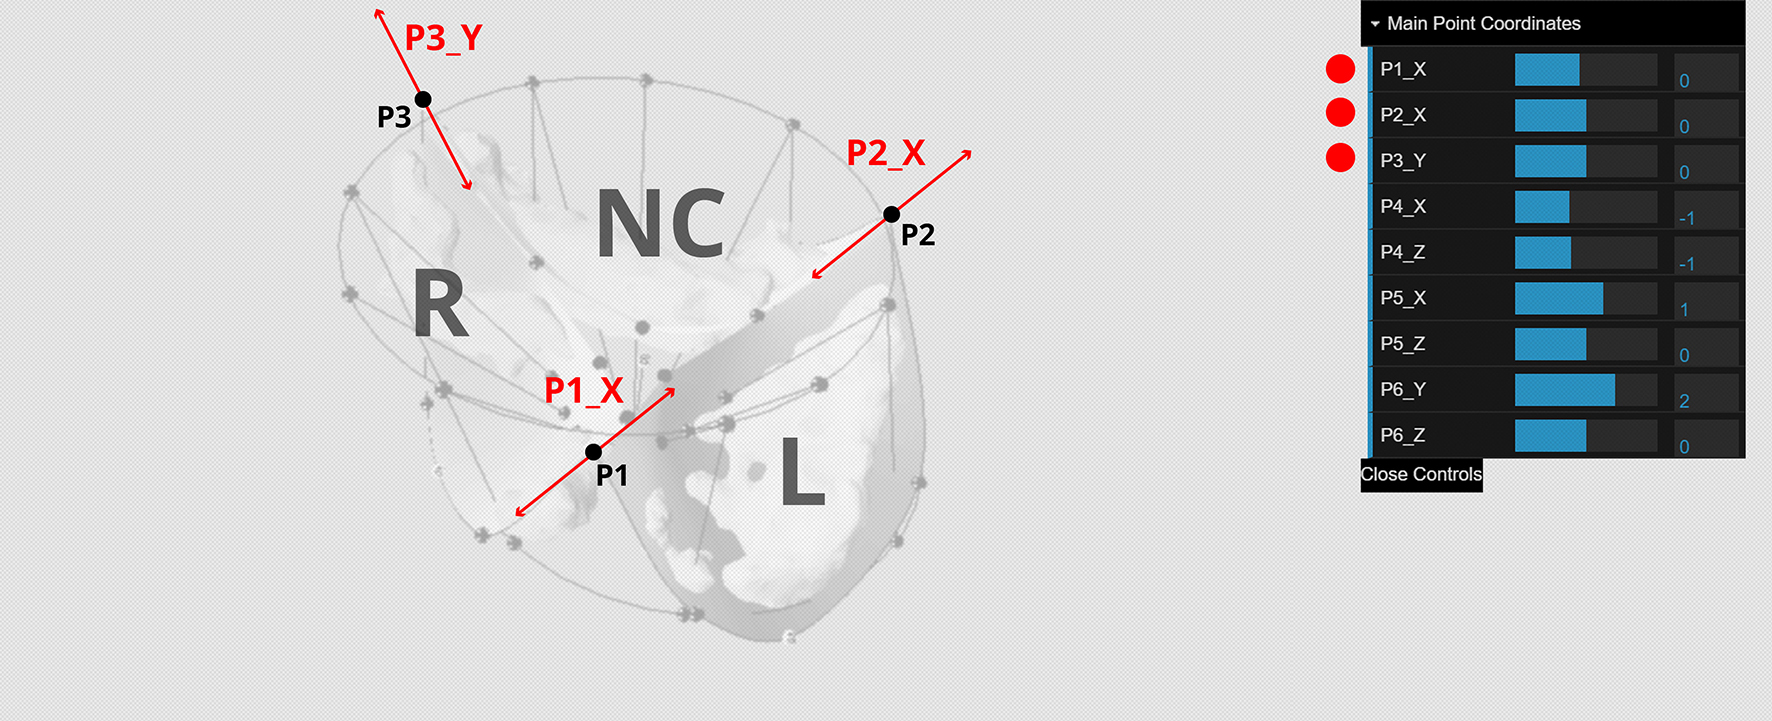 P3_Y
P3
P2_X
NC
P2
R
P1_X
P1
L
Main Point Coordinates
P1_X 0
P2_X 0
P3_Y 0
P4_X -1
P4_Z -1
P5_X 1
P5_Z 0
P6_Y 2
P6_Z 0
Close Controls